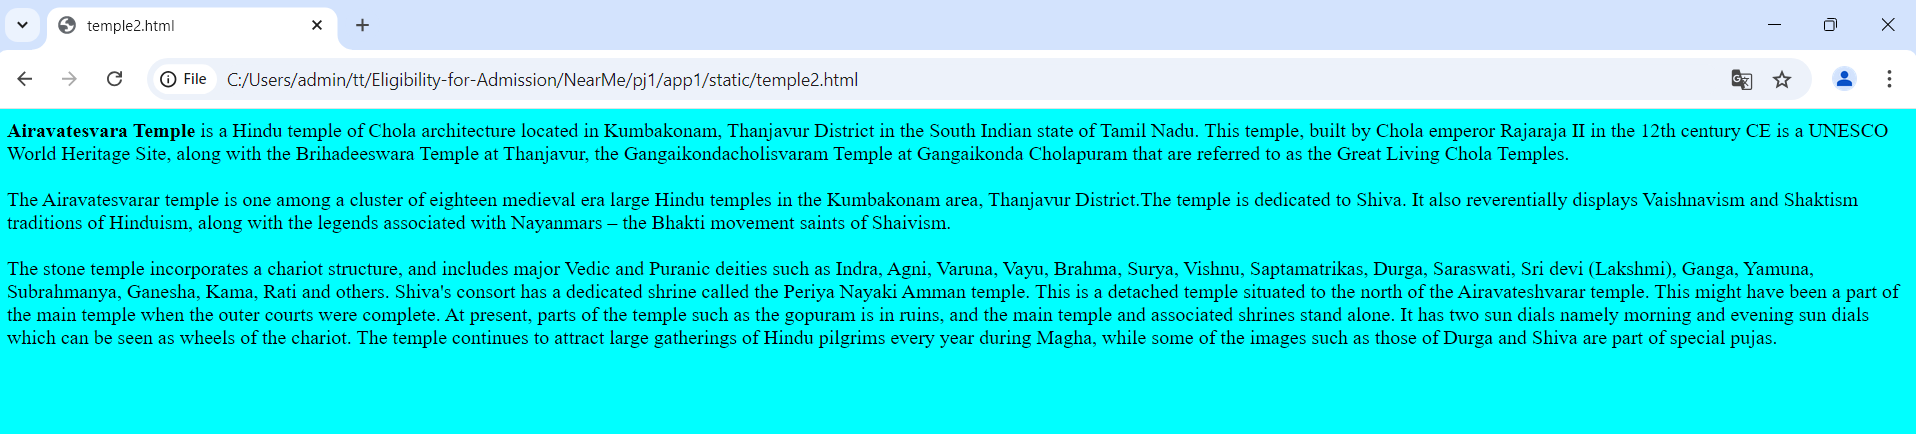 temple2.html
File
C:/Users/admin/tt/Eligibility-for-Admission/NearMe/pj1/app1/static/temple2.html
Airavatesvara Temple is a Hindu temple of Chola architecture located in Kumbakonam, Thanjavur District in the South Indian state of Tamil Nadu. This temple, built by Chola emperor Rajaraja II in the 12th century CE is a UNESCO
World Heritage Site, along with the Brihadeeswara Temple at Thanjavur, the Gangaikondacholisvaram Temple at Gangaikonda Cholapuram that are referred to as the Great Living Chola Temples.
The Airavatesvarar temple is one among a cluster of eighteen medieval era large Hindu temples in the Kumbakonam area, Thanjavur District.The temple is dedicated to Shiva. It also reverentially displays Vaishnavism and Shaktism
traditions of Hinduism, along with the legends associated with Nayanmars – the Bhakti movement saints of Shaivism.
The stone temple incorporates a chariot structure, and includes major Vedic and Puranic deities such as Indra, Agni, Varuna, Vayu, Brahma, Surya, Vishnu, Saptamatrikas, Durga, Saraswati, Sri devi (Lakshmi), Ganga, Yamuna,
Subrahmanya, Ganesha, Kama, Rati and others. Shiva's consort has a dedicated shrine called the Periya Nayaki Amman temple. This is a detached temple situated to the north of the Airavateshvarar temple. This might have been a part of
the main temple when the outer courts were complete. At present, parts of the temple such as the gopuram is in ruins, and the main temple and associated shrines stand alone. It has two sun dials namely morning and evening sun dials
which can be seen as wheels of the chariot. The temple continues to attract large gatherings of Hindu pilgrims every year during Magha, while some of the images such as those of Durga and Shiva are part of special pujas.